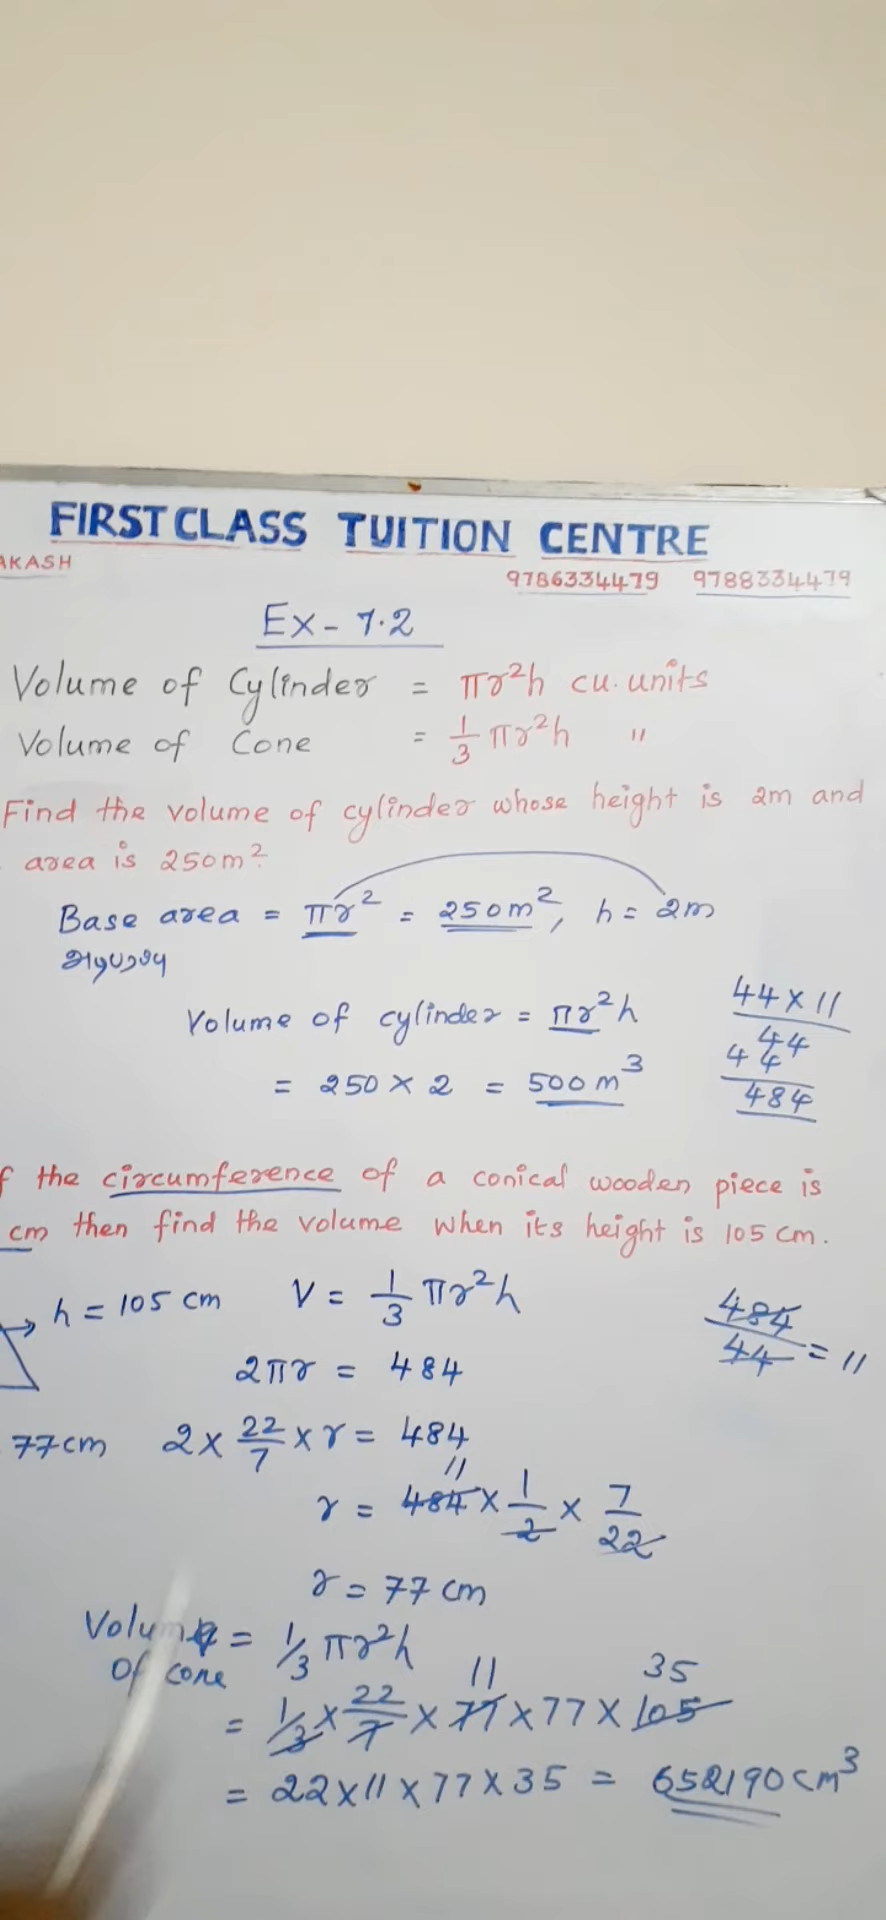 FIRST CLASS TUITION CENTRE
AKASH
9786334479 9788334479
Ex - 7.2
Volume of Cylinder = πr²h cu. units
Volume of Cone = 1/3 πr²h "
Find the volume of cylinder whose height is 2m and
area is 250m²
Base area = πr² = 250m², h = 2m
அடிப்பரப்பு
Volume of cylinder = πr²h
= 250 × 2 = 500m³
44 × 11
44
44
484
f the circumference of a conical wooden piece is
cm then find the volume when its height is 105 cm.
h = 105 cm V = 1/3 πr²h
484/44 = 11
2πr = 484
77cm 2 × 22/7 × r = 484
11
r = 484 × 1/2 × 7/22
r = 77 cm
Volume = 1/3 πr²h
Of cone
11 35
= 1/3 × 22/7 × 77 × 77 × 105
= 22 × 11 × 77 × 35 = 652190 cm³